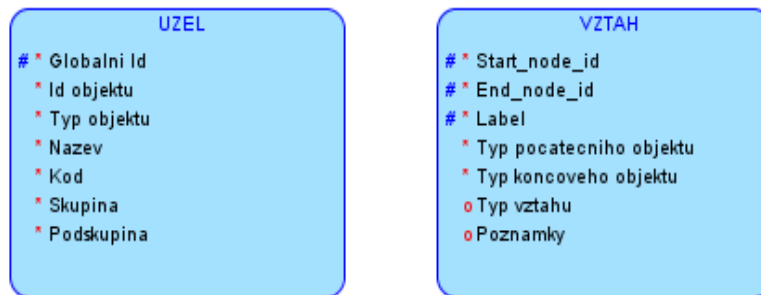 UZEL
# * Globalni Id
* Id objektu
* Typ objektu
* Nazev
* Kod
* Skupina
* Podskupina
VZTAH
# * Start_node_id
# * End_node_id
# * Label
* Typ pocatecniho objektu
* Typ koncoveho objektu
o Typ vztahu
o Poznamky